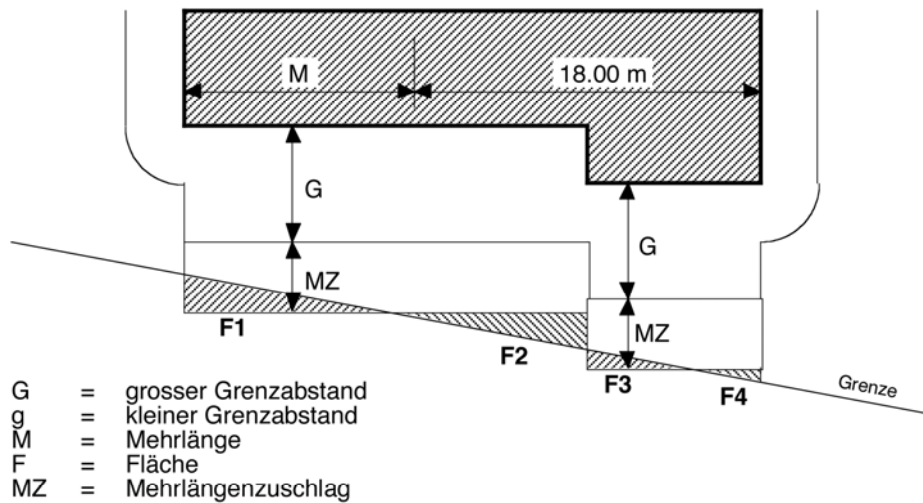 M
18.00 m
G
G
MZ
MZ
F1
F2
F3
F4
Grenze
G = grosser Grenzabstand
g = kleiner Grenzabstand
M = Mehrlänge
F = Fläche
MZ = Mehrlängenzuschlag